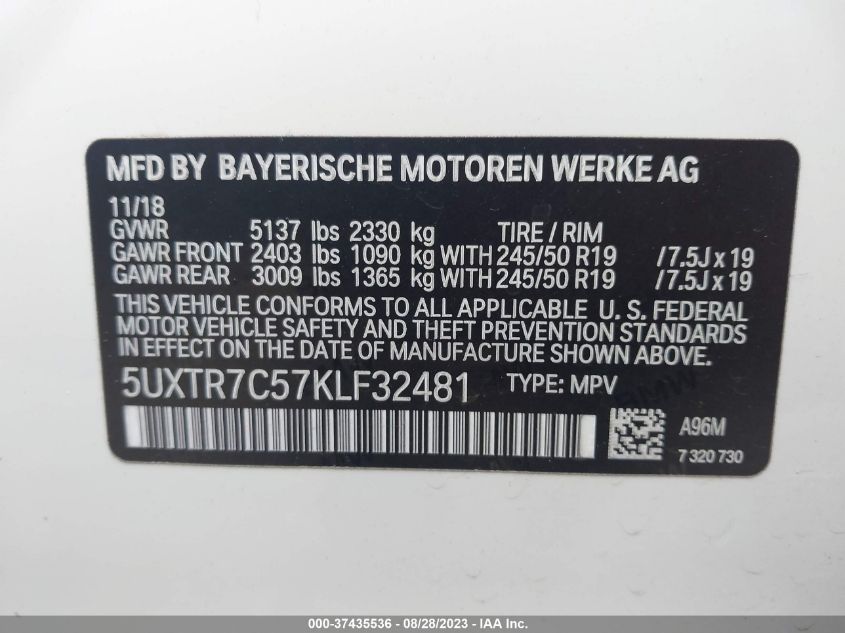 MFD BY BAYERISCHE MOTOREN WERKE AG
11/18
GVWR 5137 lbs 2330 kg TIRE / RIM
GAWR FRONT 2403 lbs 1090 kg WITH 245/50 R19 / 7.5J x 19
GAWR REAR 3009 lbs 1365 kg WITH 245/50 R19 / 7.5J x 19
THIS VEHICLE CONFORMS TO ALL APPLICABLE U. S. FEDERAL
MOTOR VEHICLE SAFETY AND THEFT PREVENTION STANDARDS
IN EFFECT ON THE DATE OF MANUFACTURE SHOWN ABOVE.
5UXTR7C57KLF32481 TYPE: MPV
A96M
7 320 730
000-37435536 - 08/28/2023 - IAA Inc.